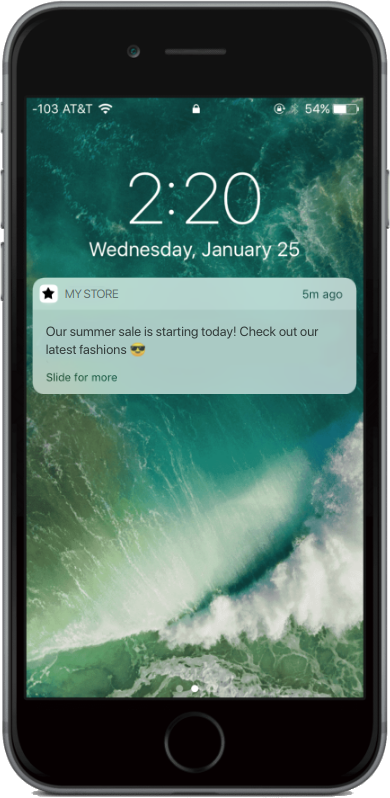 -103 AT&T 54%
2:20
Wednesday, January 25
MY STORE 5m ago
Our summer sale is starting today! Check out our
latest fashions 😎
Slide for more